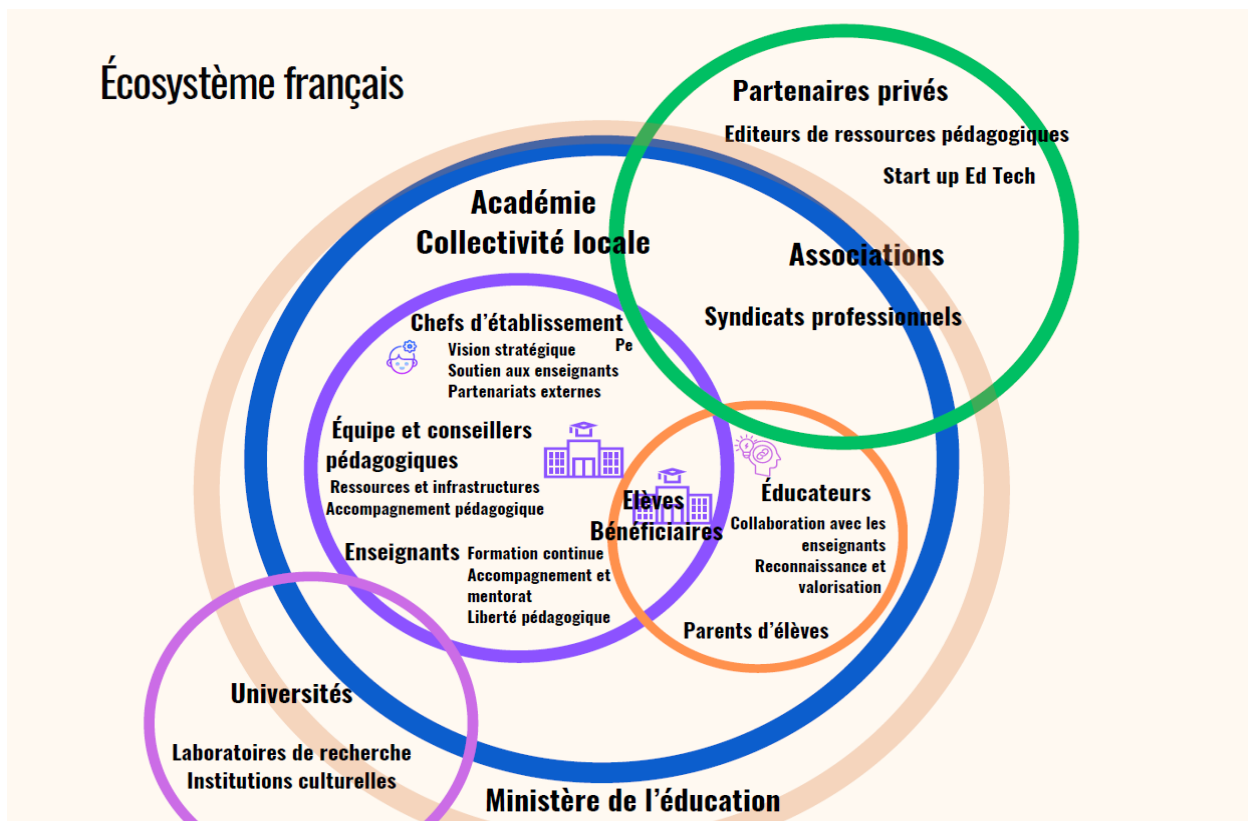 Écosystème français
Partenaires privés
Editeurs de ressources pédagogiques
Start up Ed Tech
Académie
Collectivité locale
Associations
Syndicats professionnels
Chefs d’établissement
Pe
Vision stratégique
Soutien aux enseignants
Partenariats externes
Équipe et conseillers
pédagogiques
Ressources et infrastructures
Accompagnement pédagogique
Elèves
Bénéficiaires
Éducateurs
Collaboration avec les
enseignants
Reconnaissance et
valorisation
Enseignants
Formation continue
Accompagnement et
mentorat
Liberté pédagogique
Parents d’élèves
Universités
Laboratoires de recherche
Institutions culturelles
Ministère de l’éducation